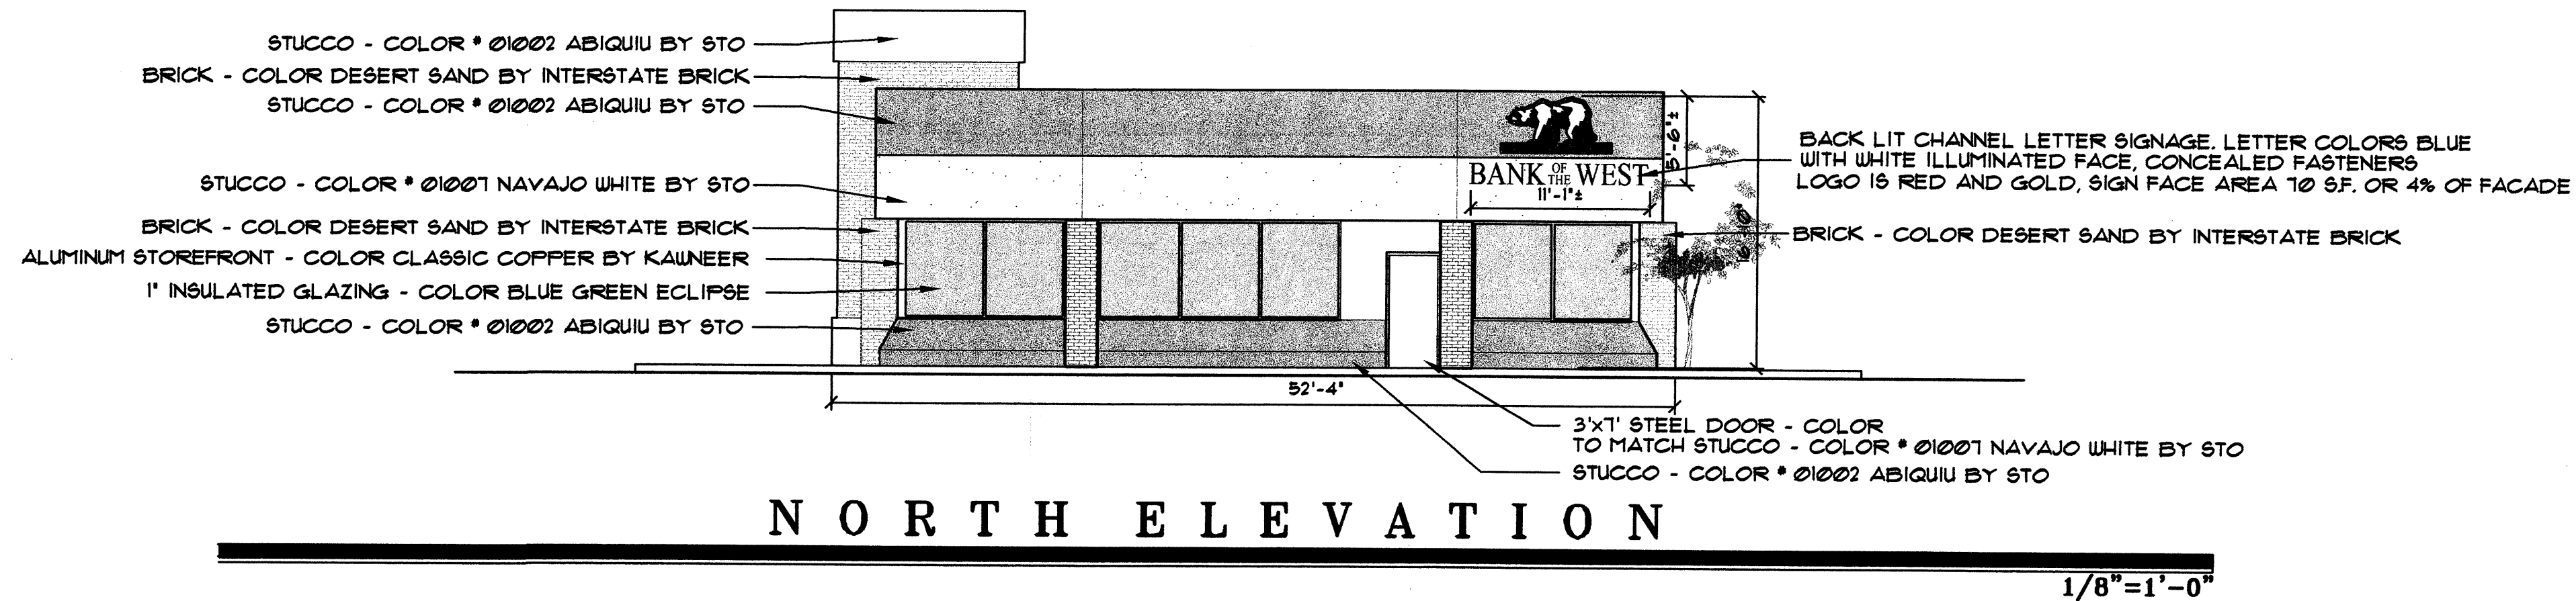 STUCCO - COLOR # 01002 ABIQUIU BY STO
BRICK - COLOR DESERT SAND BY INTERSTATE BRICK
STUCCO - COLOR # 01002 ABIQUIU BY STO
STUCCO - COLOR # 01007 NAVAJO WHITE BY STO
BRICK - COLOR DESERT SAND BY INTERSTATE BRICK
ALUMINUM STOREFRONT - COLOR CLASSIC COPPER BY KAWNEER
1" INSULATED GLAZING - COLOR BLUE GREEN ECLIPSE
STUCCO - COLOR # 01002 ABIQUIU BY STO
BANK OF THE WEST
11'-1"±
5'-6"±
BACK LIT CHANNEL LETTER SIGNAGE. LETTER COLORS BLUE
WITH WHITE ILLUMINATED FACE, CONCEALED FASTENERS
LOGO IS RED AND GOLD, SIGN FACE AREA 70 S.F. OR 4% OF FACADE
BRICK - COLOR DESERT SAND BY INTERSTATE BRICK
52'-4"
3'x7' STEEL DOOR - COLOR
TO MATCH STUCCO - COLOR # 01007 NAVAJO WHITE BY STO
STUCCO - COLOR # 01002 ABIQUIU BY STO
NORTH ELEVATION
1/8"=1'-0"